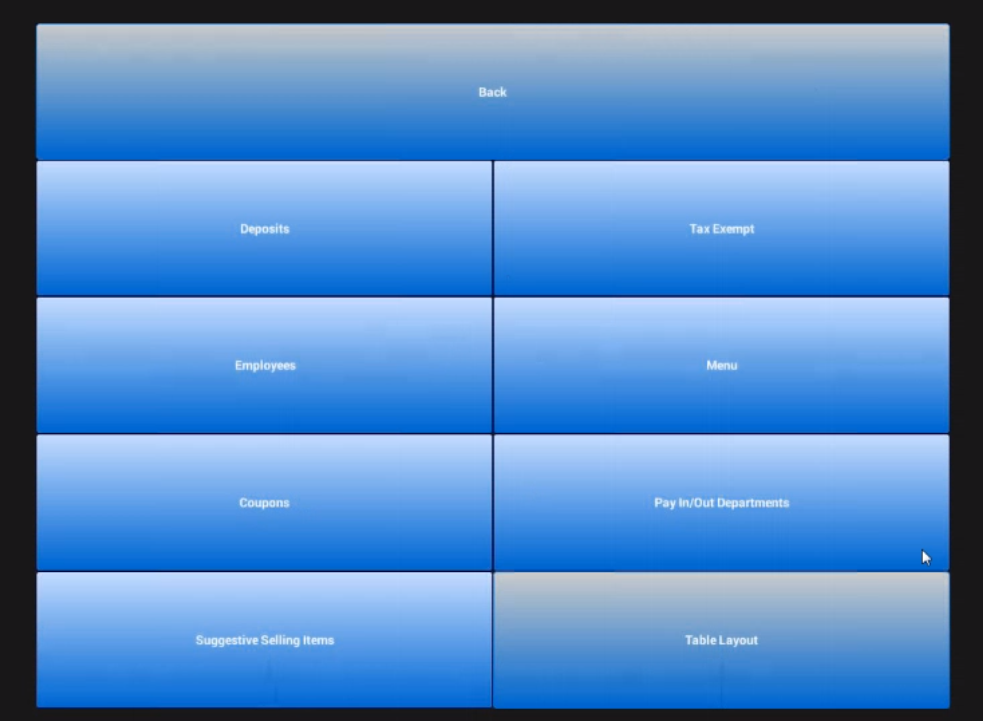 Back
Deposits
Tax Exempt
Employees
Menu
Coupons
Pay In/Out Departments
Suggestive Selling Items
Table Layout